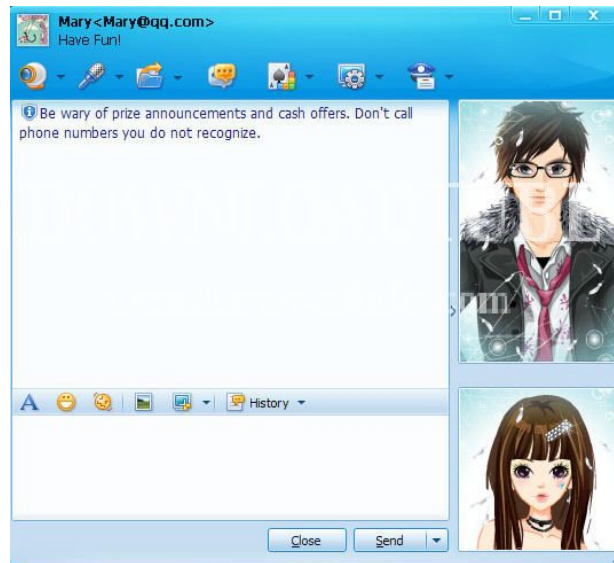 Mary<Mary@qq.com>
Have Fun!
Be wary of prize announcements and cash offers. Don't call
phone numbers you do not recognize.
A
History
Close
Send